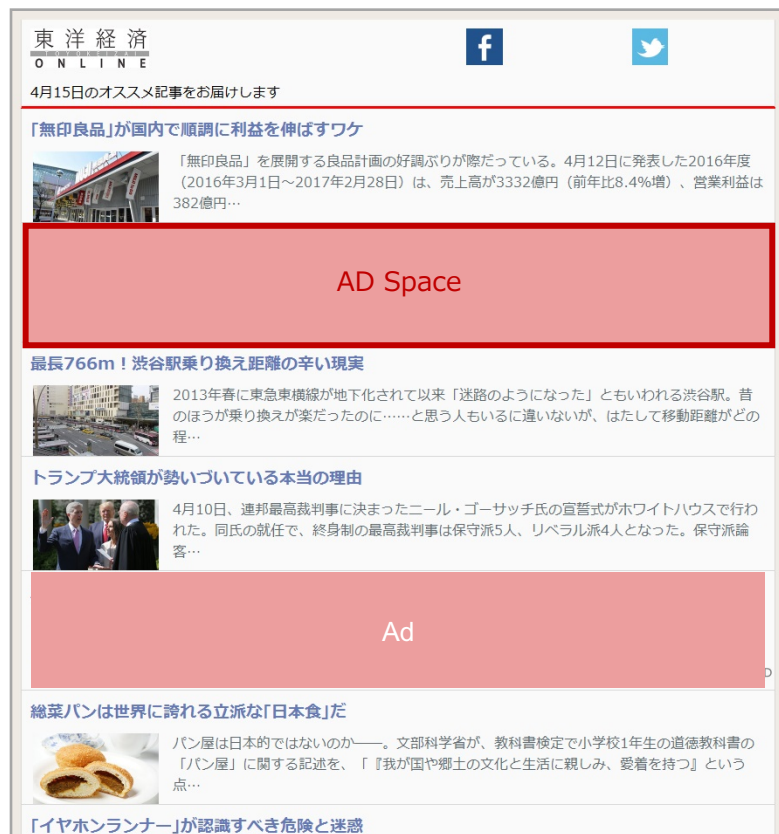 東洋経済
TOYOKEIZAI
ONLINE
f
4月15日のオススメ記事をお届けします
「無印良品」が国内で順調に利益を伸ばすワケ
「無印良品」を展開する良品計画の好調ぶりが際だっている。4月12日に発表した2016年度
（2016年3月1日～2017年2月28日）は、売上高が3332億円（前年比8.4%増）、営業利益は
382億円…
AD Space
最長766m！渋谷駅乗り換え距離の辛い現実
2013年春に東急東横線が地下化されて以来「迷路のようになった」ともいわれる渋谷駅。昔
のほうが乗り換えが楽だったのに……と思う人もいるに違いないが、はたして移動距離がどの
程…
トランプ大統領が勢いづいている本当の理由
4月10日、連邦最高裁判事に決まったニール・ゴーサッチ氏の宣誓式がホワイトハウスで行わ
れた。同氏の就任で、終身制の最高裁判事は保守派5人、リベラル派4人となった。保守派論
客…
Ad
総菜パンは世界に誇れる立派な「日本食」だ
パン屋は日本的ではないのか――。文部科学省が、教科書検定で小学校1年生の道徳教科書の
「パン屋」に関する記述を、「『我が国や郷土の文化と生活に親しみ、愛着を持つ』という
点…
「イヤホンランナー」が認識すべき危険と迷惑